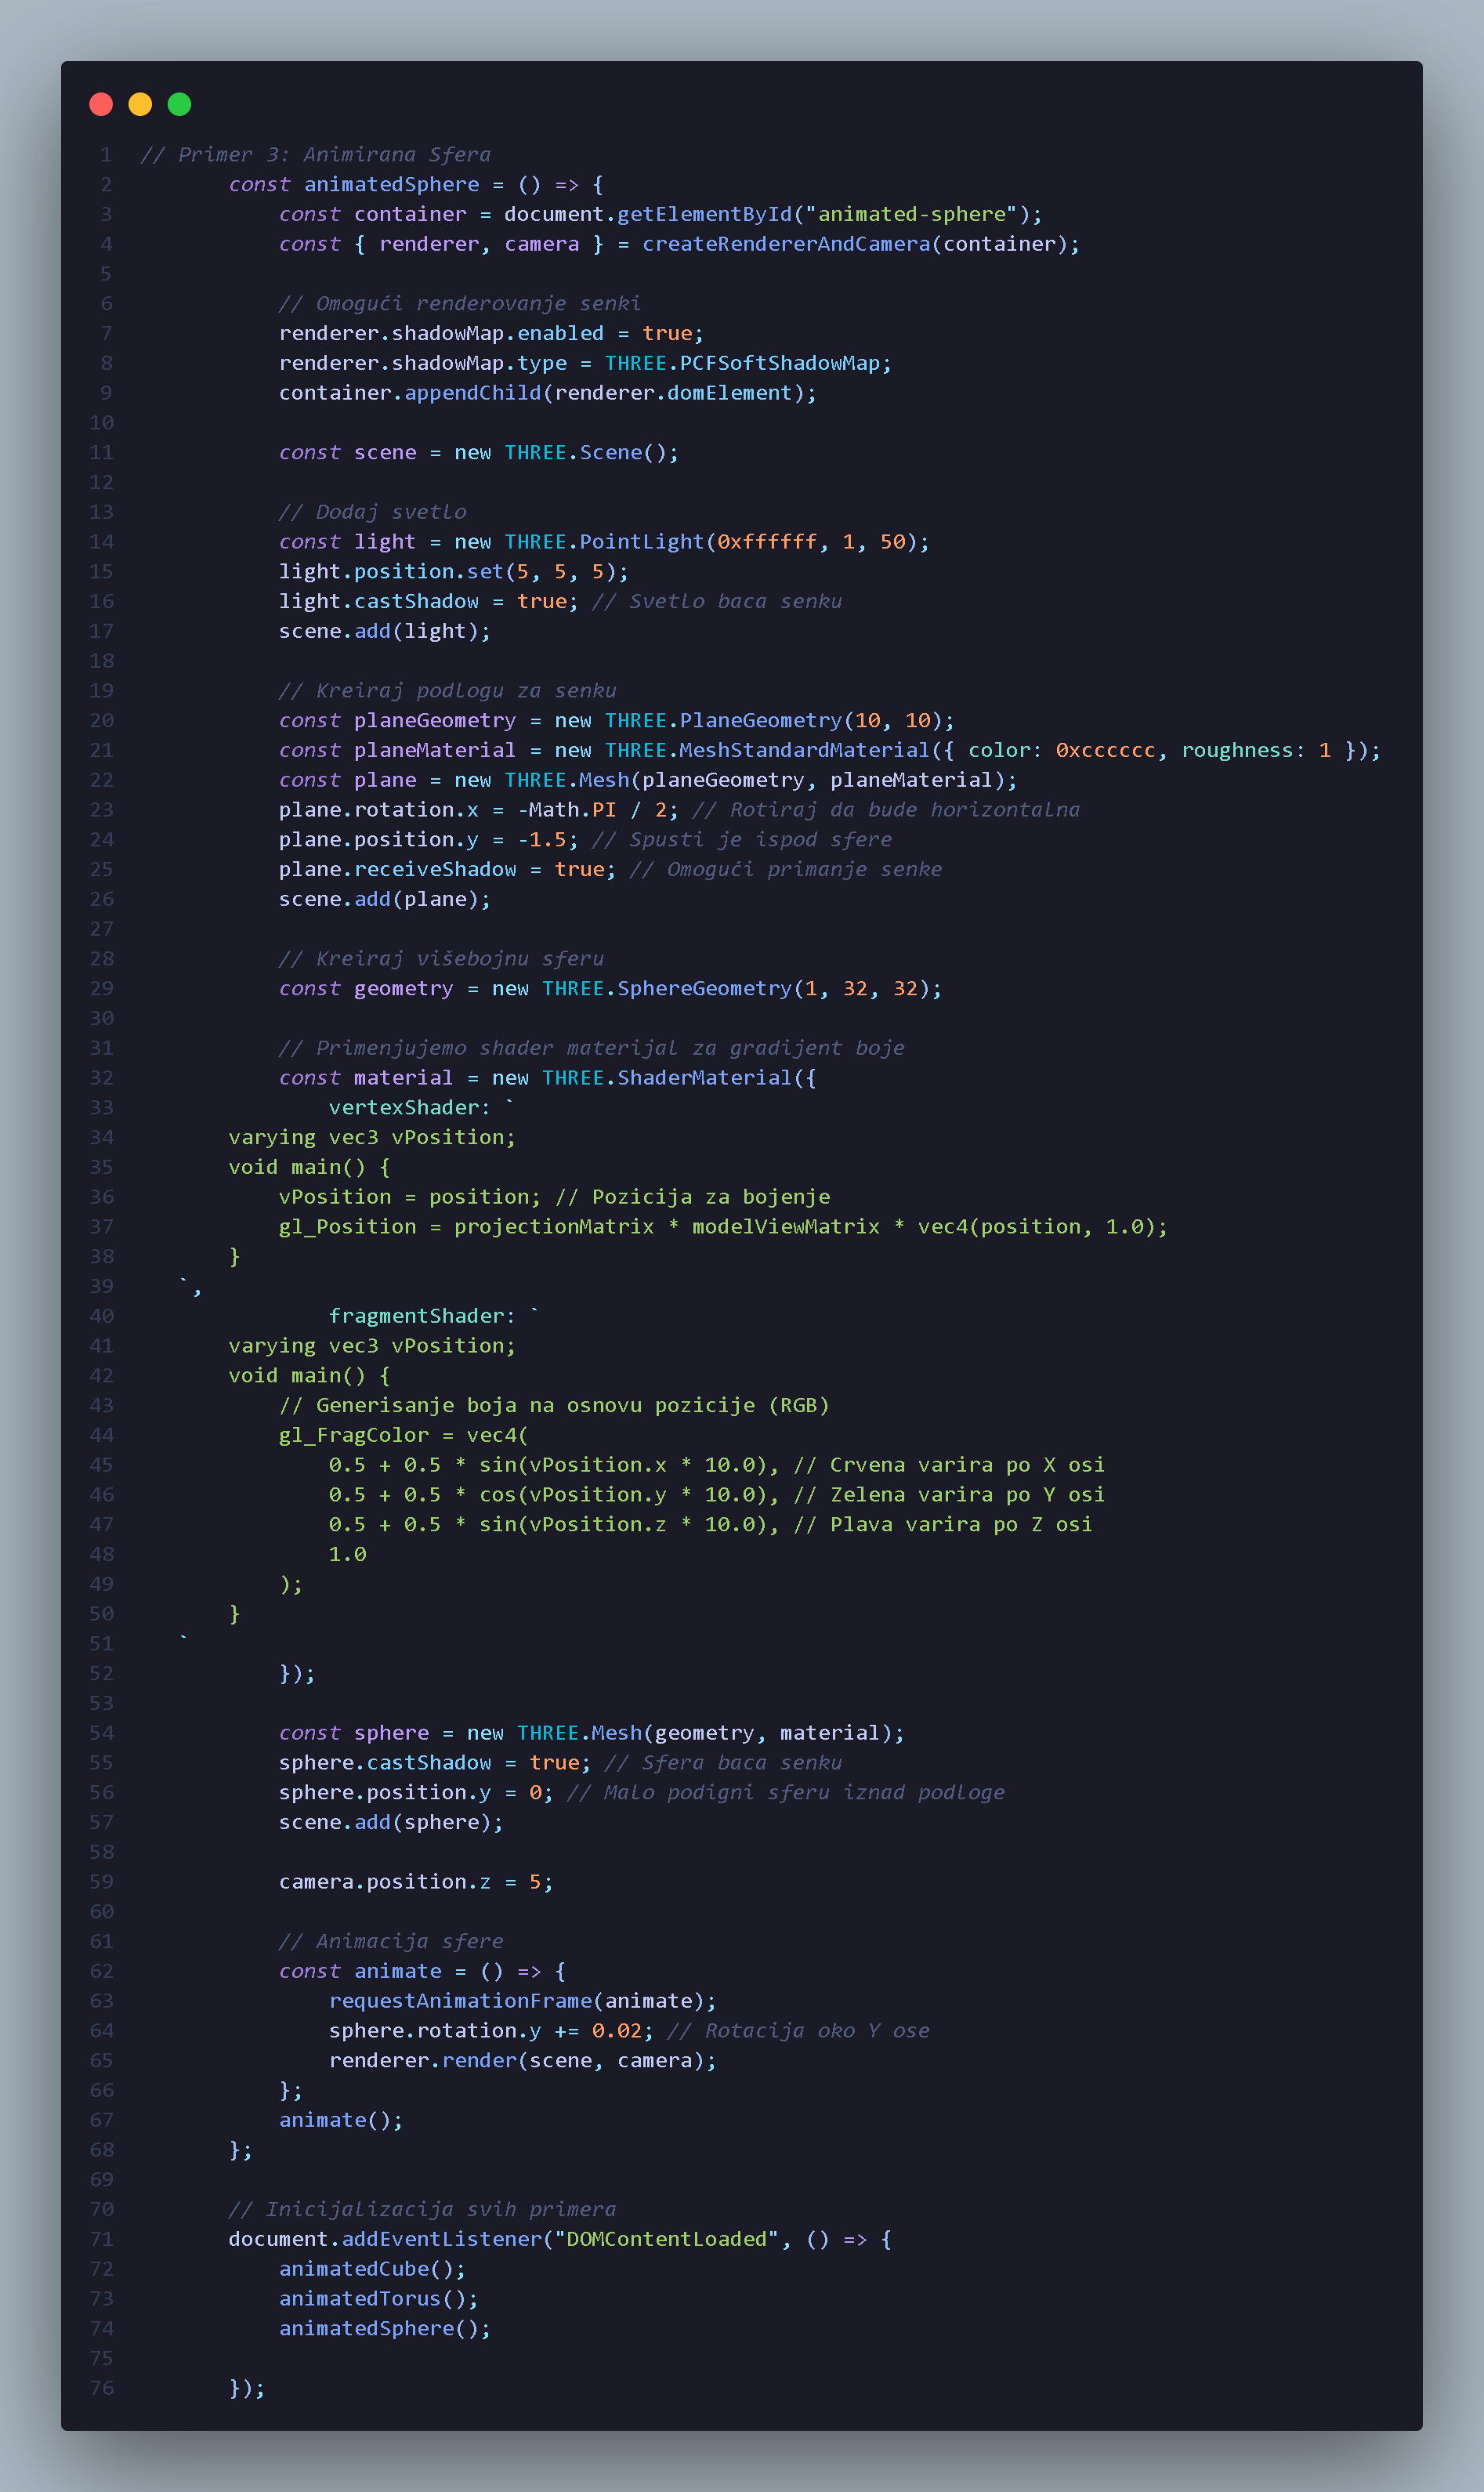 1 // Primer 3: Animirana Sfera
2 const animatedSphere = () => {
3 const container = document.getElementById("animated-sphere");
4 const { renderer, camera } = createRendererAndCamera(container);
5
6 // Omogući renderovanje senki
7 renderer.shadowMap.enabled = true;
8 renderer.shadowMap.type = THREE.PCFSoftShadowMap;
9 container.appendChild(renderer.domElement);
10
11 const scene = new THREE.Scene();
12
13 // Dodaj svetlo
14 const light = new THREE.PointLight(0xffffff, 1, 50);
15 light.position.set(5, 5, 5);
16 light.castShadow = true; // Svetlo baca senku
17 scene.add(light);
18
19 // Kreiraj podlogu za senku
20 const planeGeometry = new THREE.PlaneGeometry(10, 10);
21 const planeMaterial = new THREE.MeshStandardMaterial({ color: 0xcccccc, roughness: 1 });
22 const plane = new THREE.Mesh(planeGeometry, planeMaterial);
23 plane.rotation.x = -Math.PI / 2; // Rotiraj da bude horizontalna
24 plane.position.y = -1.5; // Spusti je ispod sfere
25 plane.receiveShadow = true; // Omogući primanje senke
26 scene.add(plane);
27
28 // Kreiraj višebojnu sferu
29 const geometry = new THREE.SphereGeometry(1, 32, 32);
30
31 // Primenjujemo shader materijal za gradijent boje
32 const material = new THREE.ShaderMaterial({
33 vertexShader: `
34 varying vec3 vPosition;
35 void main() {
36 vPosition = position; // Pozicija za bojenje
37 gl_Position = projectionMatrix * modelViewMatrix * vec4(position, 1.0);
38 }
39 `,
40 fragmentShader: `
41 varying vec3 vPosition;
42 void main() {
43 // Generisanje boja na osnovu pozicije (RGB)
44 gl_FragColor = vec4(
45 0.5 + 0.5 * sin(vPosition.x * 10.0), // Crvena varira po X osi
46 0.5 + 0.5 * cos(vPosition.y * 10.0), // Zelena varira po Y osi
47 0.5 + 0.5 * sin(vPosition.z * 10.0), // Plava varira po Z osi
48 1.0
49 );
50 }
51 `
52 });
53
54 const sphere = new THREE.Mesh(geometry, material);
55 sphere.castShadow = true; // Sfera baca senku
56 sphere.position.y = 0; // Malo podigni sferu iznad podloge
57 scene.add(sphere);
58
59 camera.position.z = 5;
60
61 // Animacija sfere
62 const animate = () => {
63 requestAnimationFrame(animate);
64 sphere.rotation.y += 0.02; // Rotacija oko Y ose
65 renderer.render(scene, camera);
66 };
67 animate();
68 };
69
70 // Inicijalizacija svih primera
71 document.addEventListener("DOMContentLoaded", () => {
72 animatedCube();
73 animatedTorus();
74 animatedSphere();
75
76 });